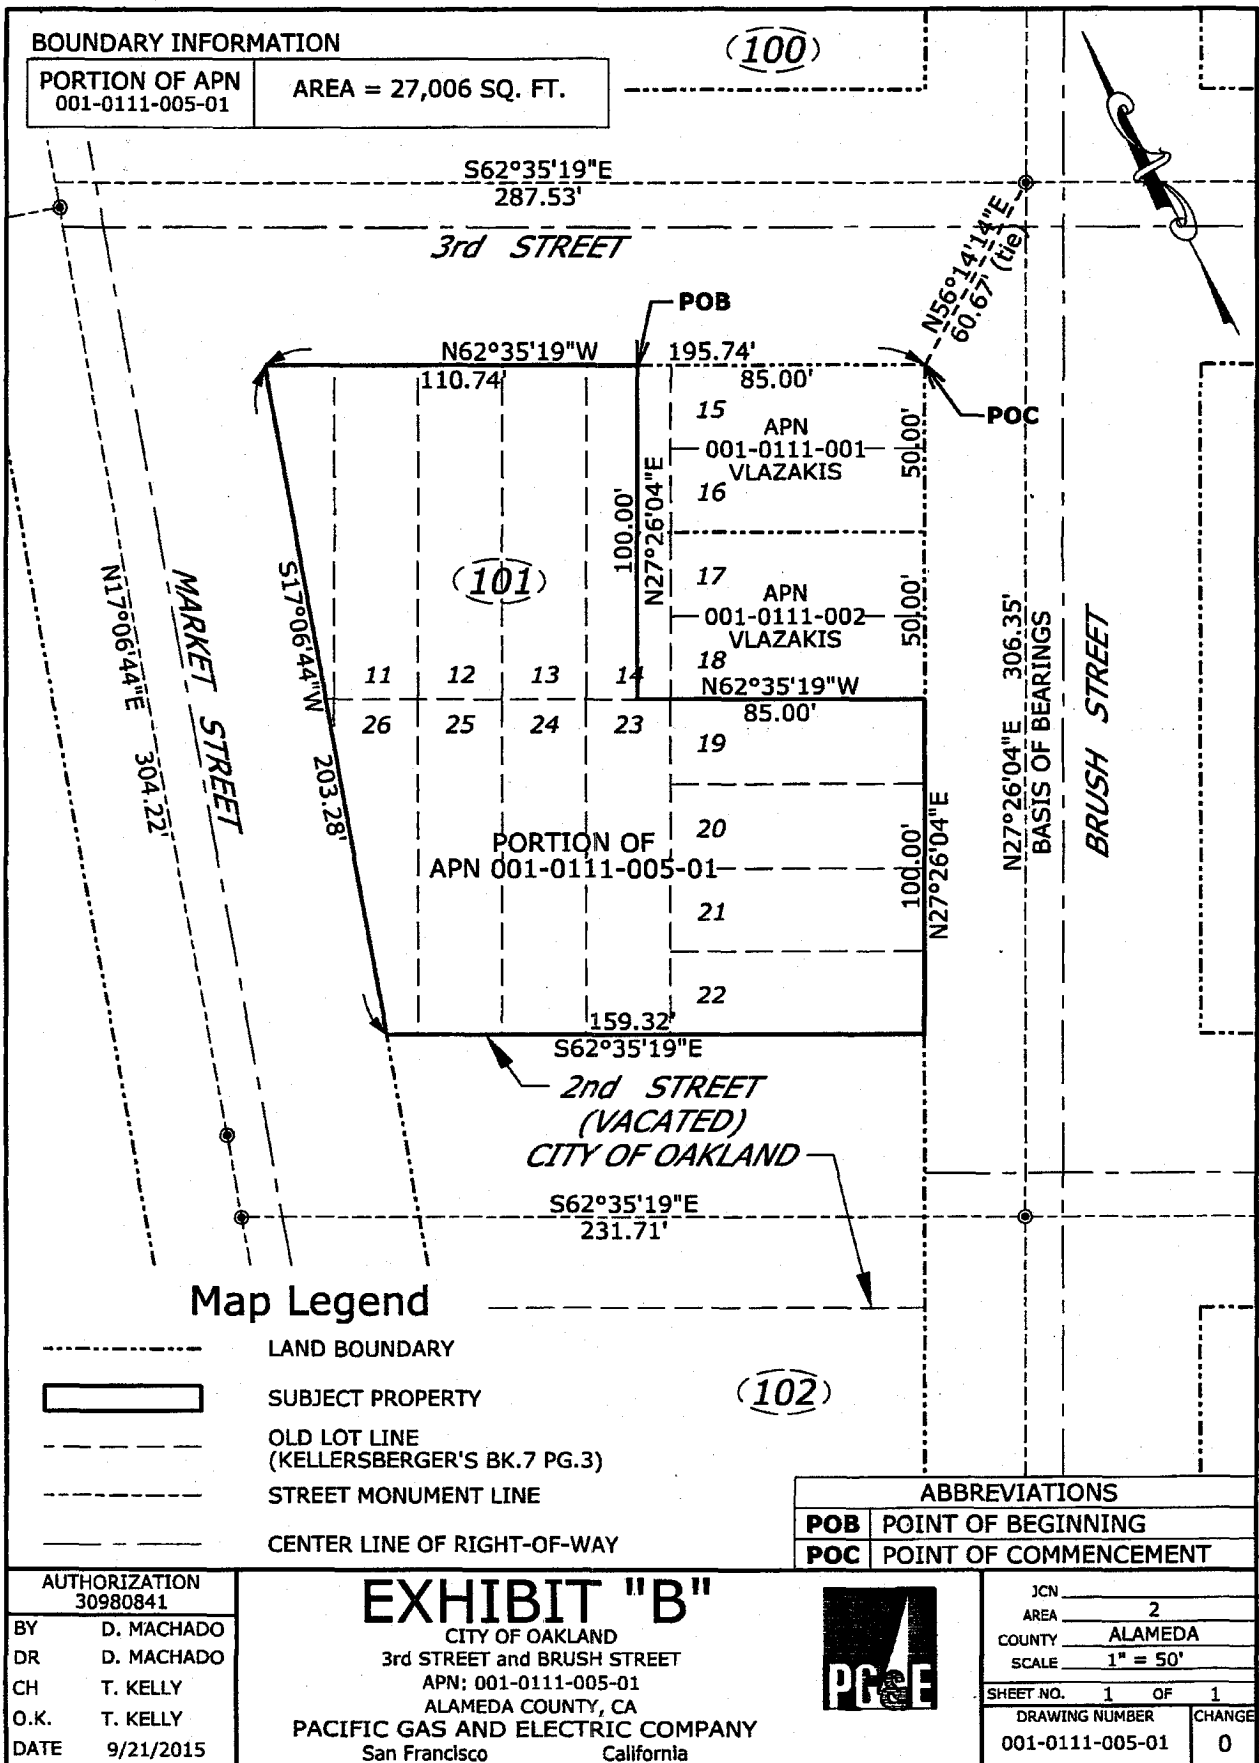 BOUNDARY INFORMATION
PORTION OF APN
001-0111-005-01
AREA = 27,006 SQ. FT.
(100)
S62°35'19"E
287.53'
3rd STREET
N56°14'14"E
60.67' (tie)
POB
N62°35'19"W
195.74'
110.74'
85.00'
POC
15
APN
001-0111-001
VLAZAKIS
16
50.00'
100.00'
N27°26'04"E
(101)
17
APN
001-0111-002
VLAZAKIS
18
50.00'
N17°06'44"E 304.22'
MARKET STREET
S17°06'44"W 203.28'
11
12
13
14
N62°35'19"W
85.00'
26
25
24
23
19
20
21
22
PORTION OF
APN 001-0111-005-01
100.00'
N27°26'04"E
N27°26'04"E 306.35'
BASIS OF BEARINGS
BRUSH STREET
159.32'
S62°35'19"E
2nd STREET
(VACATED)
CITY OF OAKLAND
S62°35'19"E
231.71'
Map Legend
LAND BOUNDARY
SUBJECT PROPERTY
OLD LOT LINE
(KELLERSBERGER'S BK.7 PG.3)
STREET MONUMENT LINE
CENTER LINE OF RIGHT-OF-WAY
(102)
ABBREVIATIONS
POB POINT OF BEGINNING
POC POINT OF COMMENCEMENT
AUTHORIZATION
30980841
BY D. MACHADO
DR D. MACHADO
CH T. KELLY
O.K. T. KELLY
DATE 9/21/2015
EXHIBIT "B"
CITY OF OAKLAND
3rd STREET and BRUSH STREET
APN: 001-0111-005-01
ALAMEDA COUNTY, CA
PACIFIC GAS AND ELECTRIC COMPANY
San Francisco California
PG&E
JCN
AREA 2
COUNTY ALAMEDA
SCALE 1" = 50'
SHEET NO. 1 OF 1
DRAWING NUMBER
001-0111-005-01
CHANGE
0